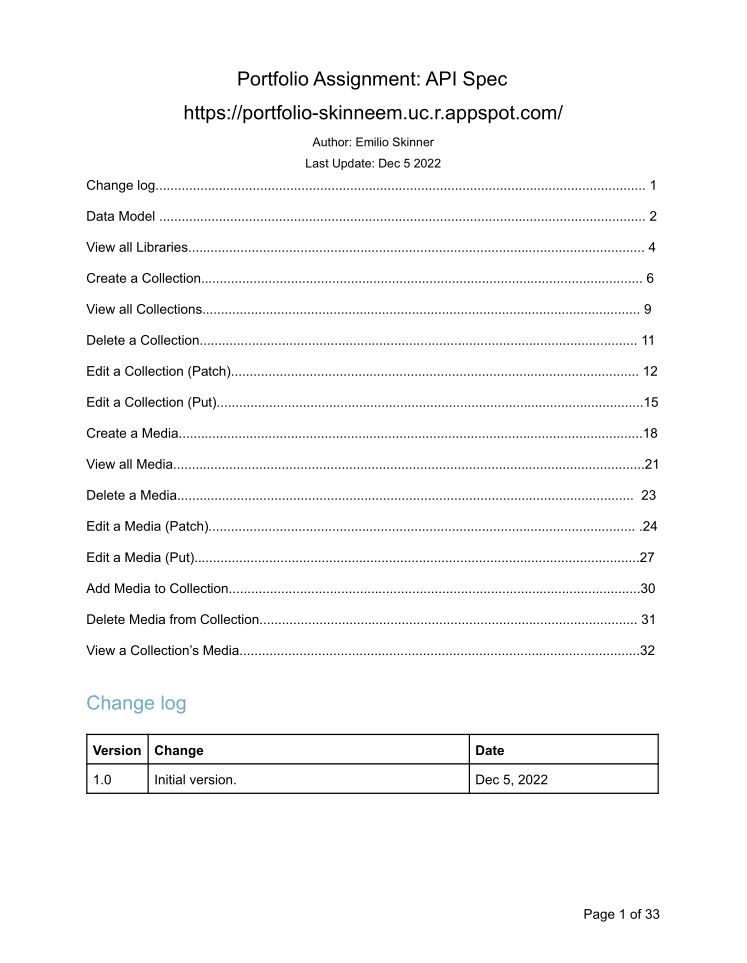 Portfolio Assignment: API Spec
https://portfolio-skinneem.uc.r.appspot.com/
Author: Emilio Skinner
Last Update: Dec 5 2022
Change log.................................................................................................................................. 1
Data Model ................................................................................................................................. 2
View all Libraries......................................................................................................................... 4
Create a Collection..................................................................................................................... 6
View all Collections.................................................................................................................... 9
Delete a Collection.................................................................................................................... 11
Edit a Collection (Patch)............................................................................................................ 12
Edit a Collection (Put).................................................................................................................15
Create a Media...........................................................................................................................18
View all Media.............................................................................................................................21
Delete a Media......................................................................................................................... 23
Edit a Media (Patch)................................................................................................................. .24
Edit a Media (Put)......................................................................................................................27
Add Media to Collection.............................................................................................................30
Delete Media from Collection.................................................................................................... 31
View a Collection’s Media..........................................................................................................32
Change log
Version Change Date
1.0 Initial version. Dec 5, 2022
Page 1 of 33